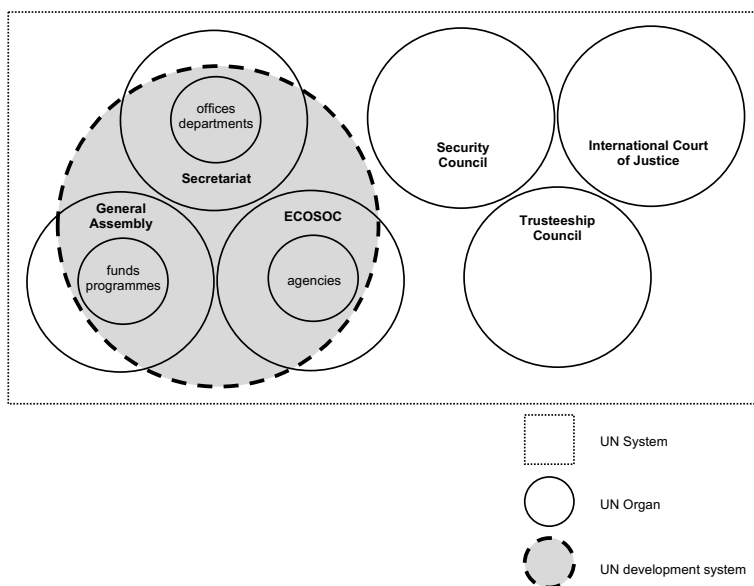 offices
departments
Secretariat
General
Assembly
funds
programmes
ECOSOC
agencies
Security
Council
International Court
of Justice
Trusteeship
Council
UN System
UN Organ
UN development system